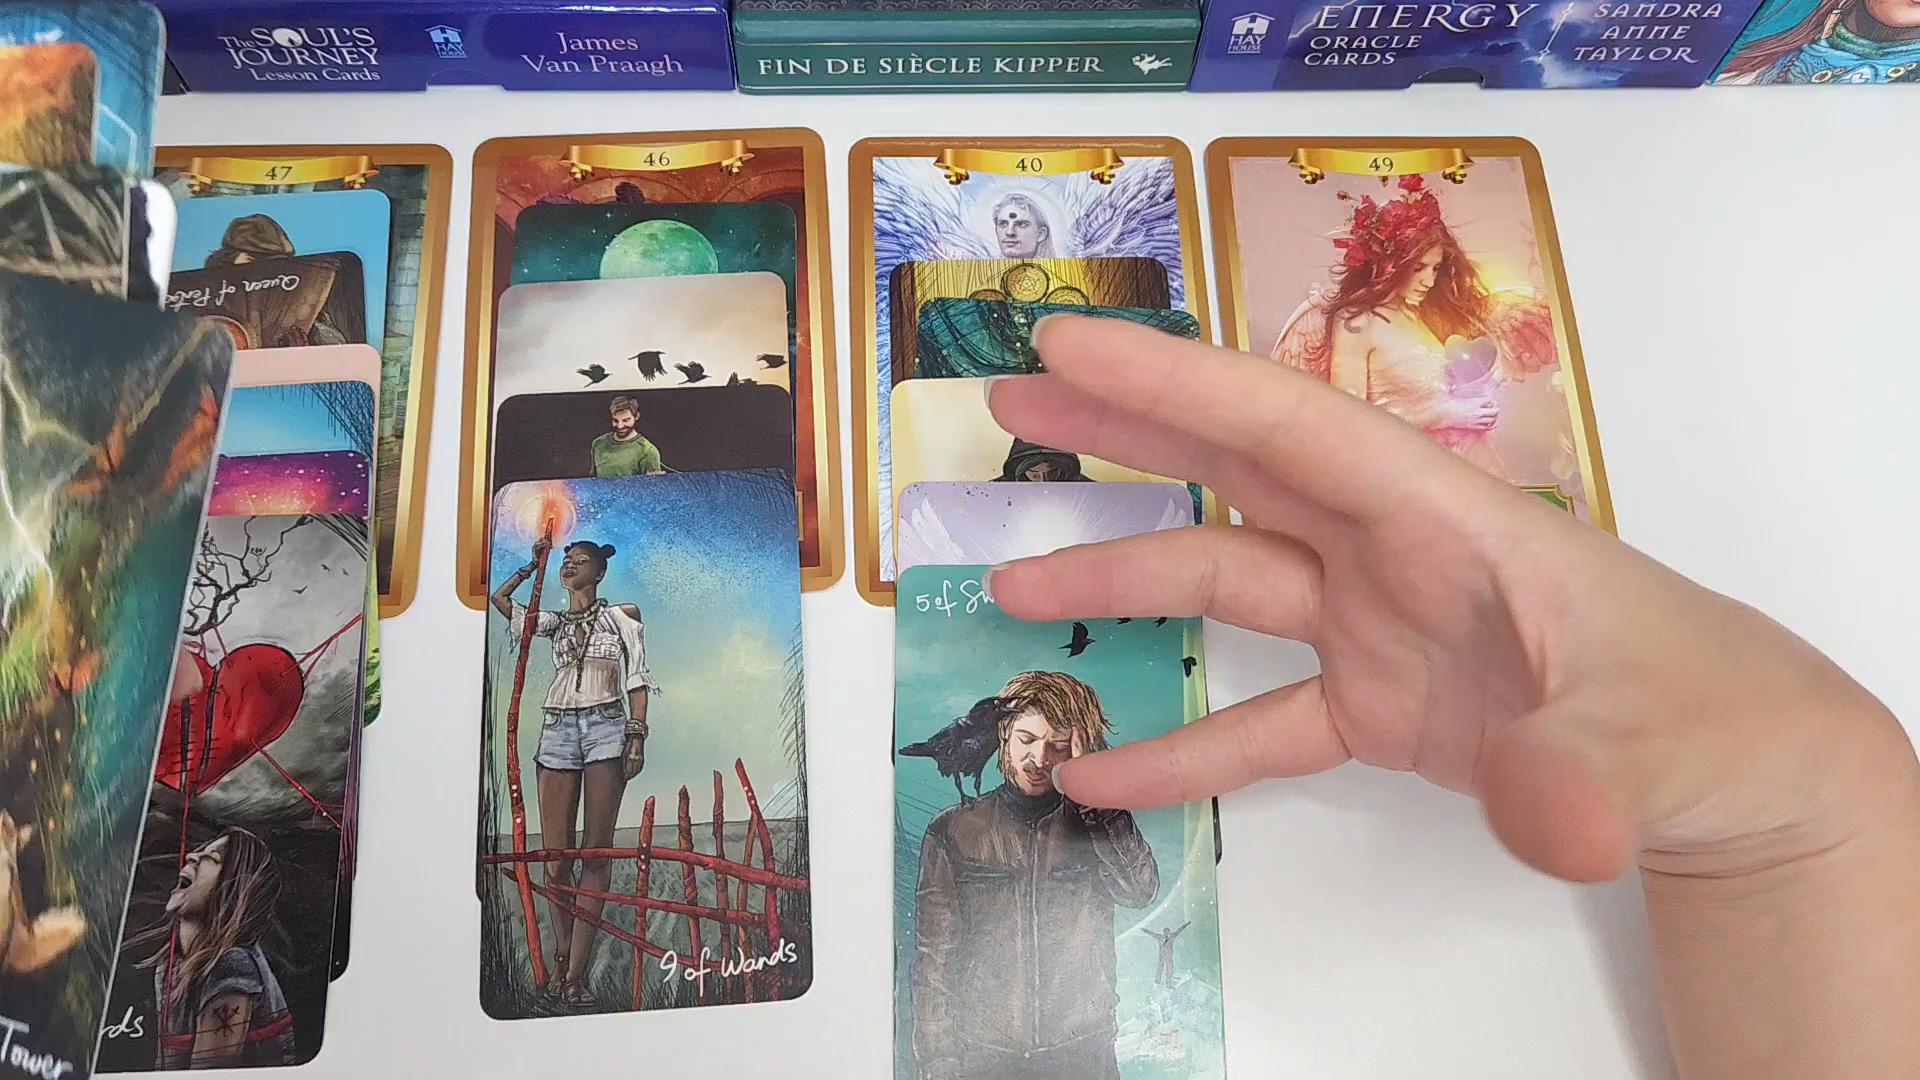 The SOUL'S
JOURNEY
Lesson Cards
HAY
HOUSE
James
Van Praagh
FIN DE SIÈCLE KIPPER
HAY
HOUSE
ENERGY
ORACLE
CARDS
SANDRA
ANNE
TAYLOR
47
46
40
49
Queen of
5 of
9 of Wands
Tower